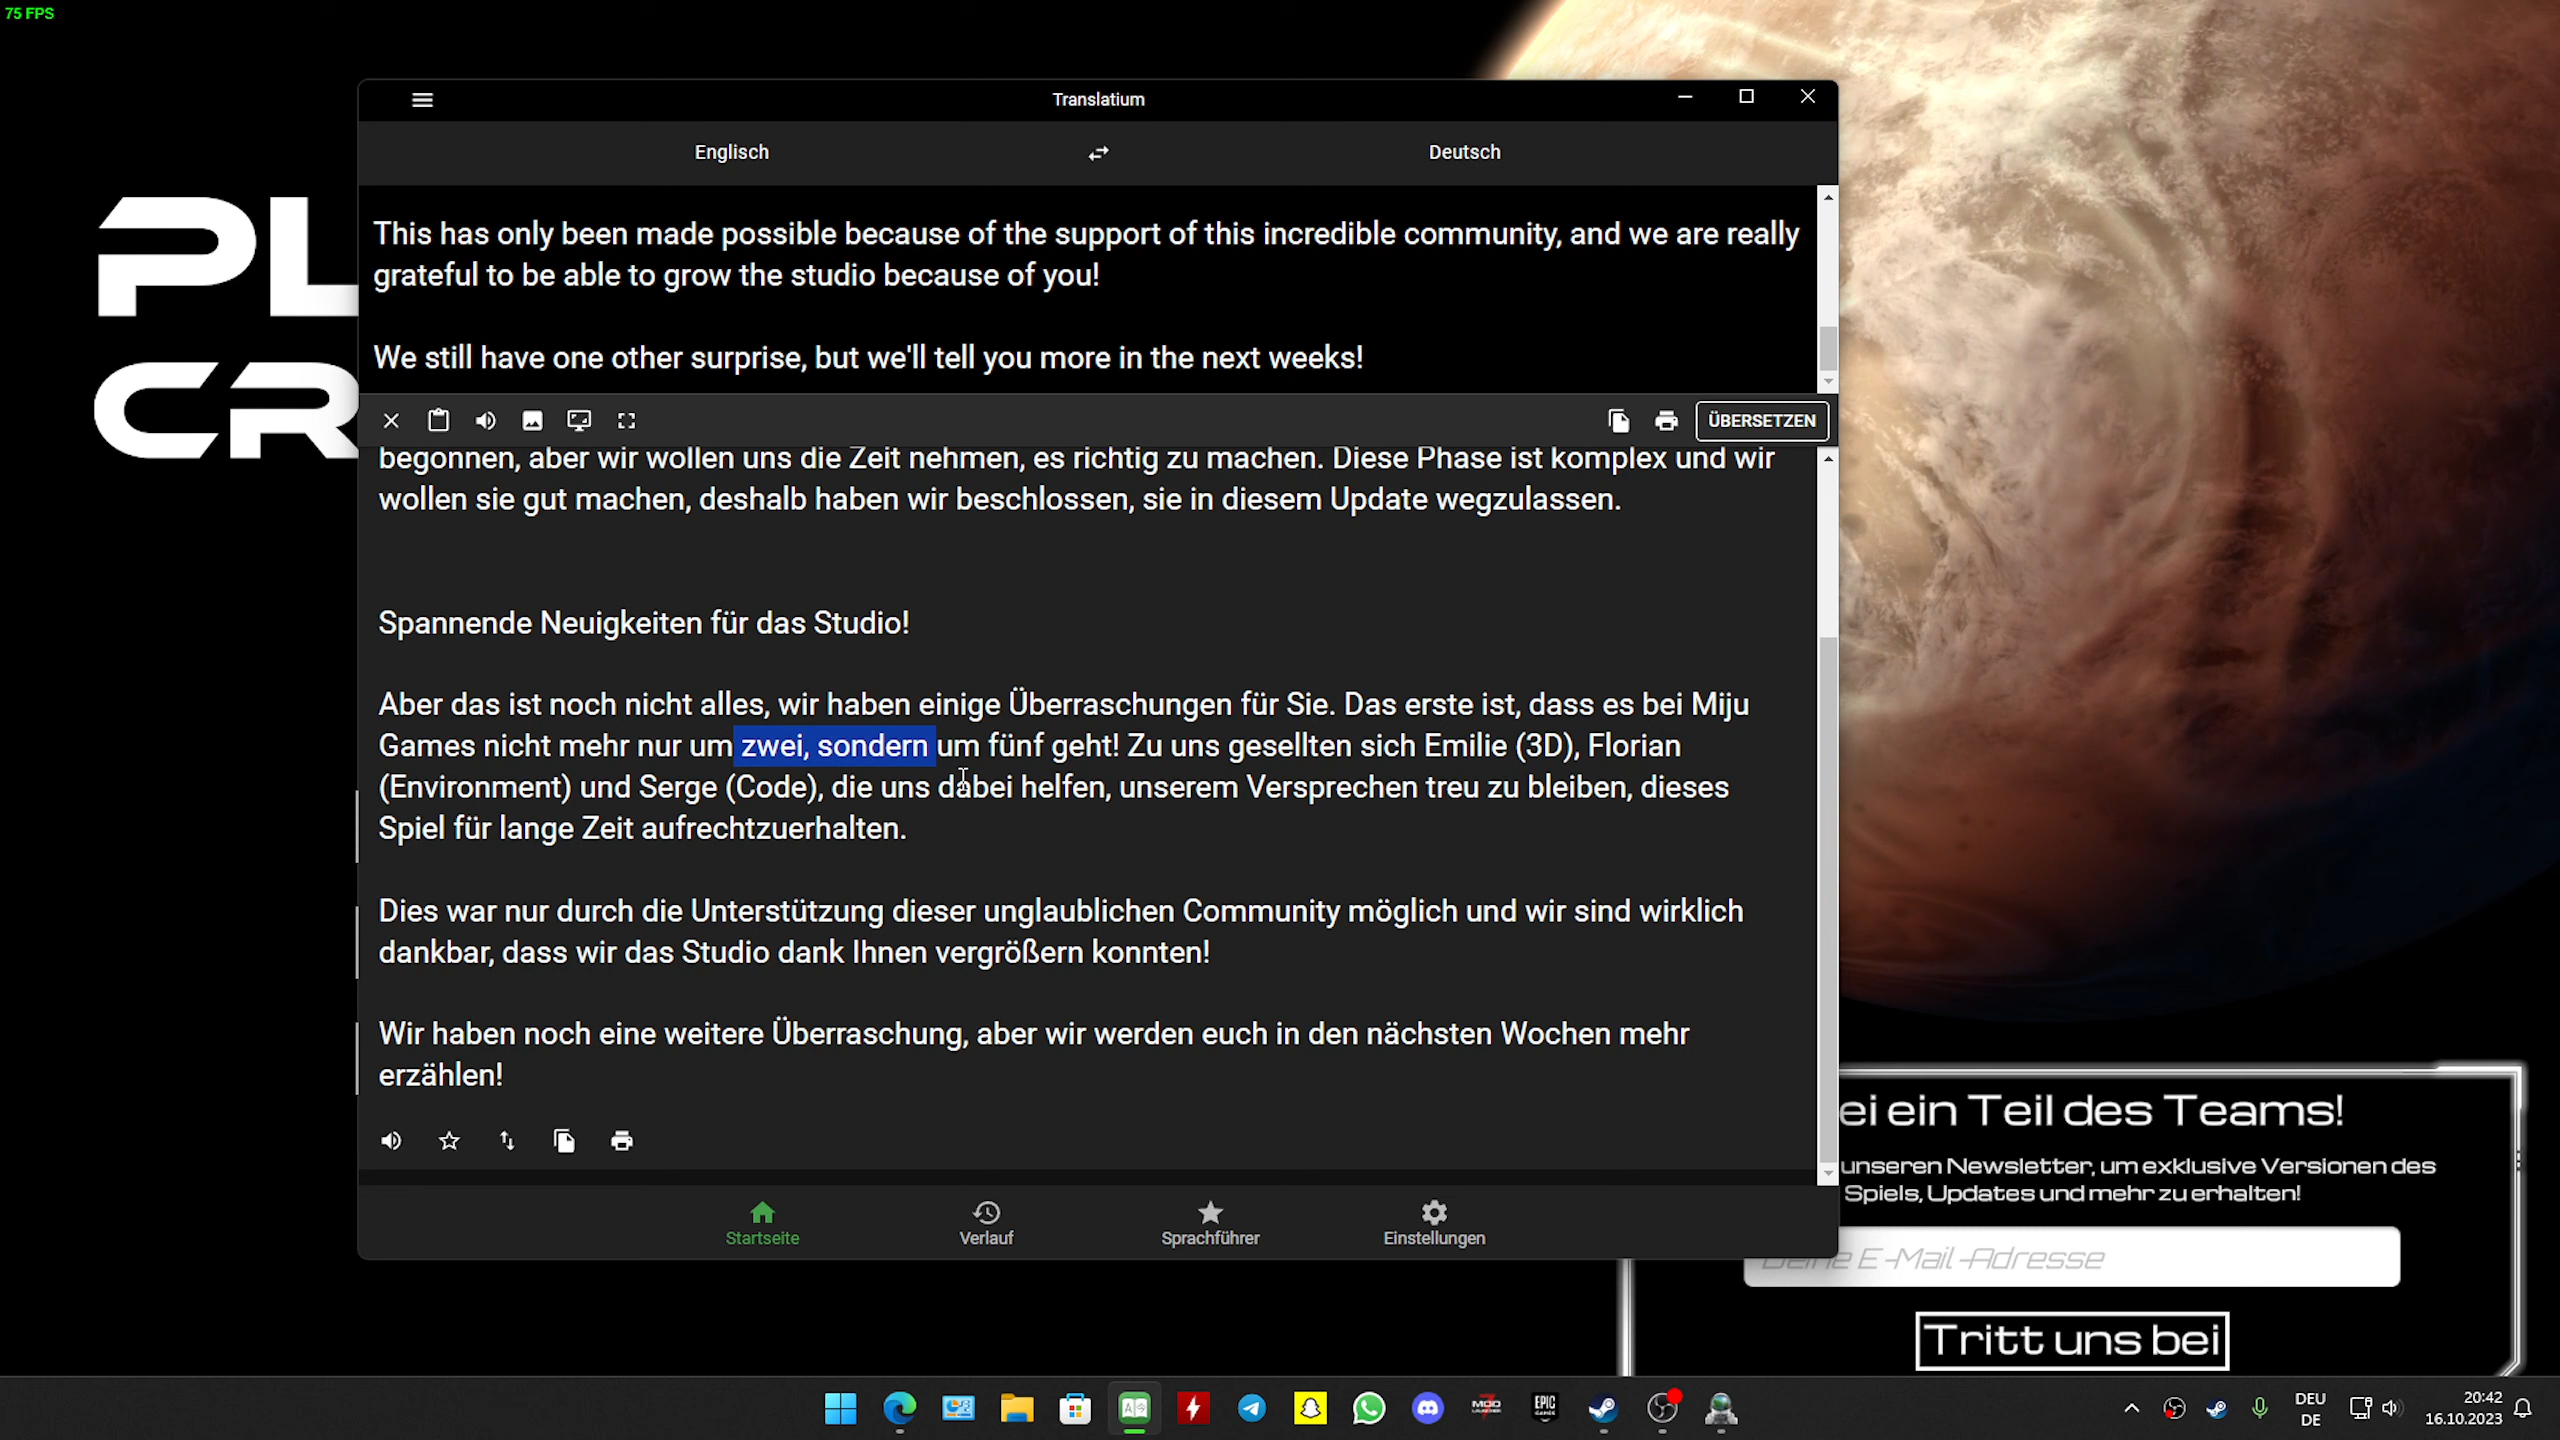 75 FPS
PL
CR
Translatium
Englisch
Deutsch
This has only been made possible because of the support of this incredible community, and we are really
grateful to be able to grow the studio because of you!
We still have one other surprise, but we'll tell you more in the next weeks!
ÜBERSETZEN
begonnen, aber wir wollen uns die Zeit nehmen, es richtig zu machen. Diese Phase ist komplex und wir
wollen sie gut machen, deshalb haben wir beschlossen, sie in diesem Update wegzulassen.
Spannende Neuigkeiten für das Studio!
Aber das ist noch nicht alles, wir haben einige Überraschungen für Sie. Das erste ist, dass es bei Miju
Games nicht mehr nur um zwei, sondern um fünf geht! Zu uns gesellten sich Emilie (3D), Florian
(Environment) und Serge (Code), die uns dabei helfen, unserem Versprechen treu zu bleiben, dieses
Spiel für lange Zeit aufrechtzuerhalten.
Dies war nur durch die Unterstützung dieser unglaublichen Community möglich und wir sind wirklich
dankbar, dass wir das Studio dank Ihnen vergrößern konnten!
Wir haben noch eine weitere Überraschung, aber wir werden euch in den nächsten Wochen mehr
erzählen!
Startseite
Verlauf
Sprachführer
Einstellungen
ei ein Teil des Teams!
unseren Newsletter, um exklusive Versionen des
Spiels, Updates und mehr zu erhalten!
Deine E-Mail-Adresse
Tritt uns bei
EPIC
GAMES
DEU
DE
20:42
16.10.2023